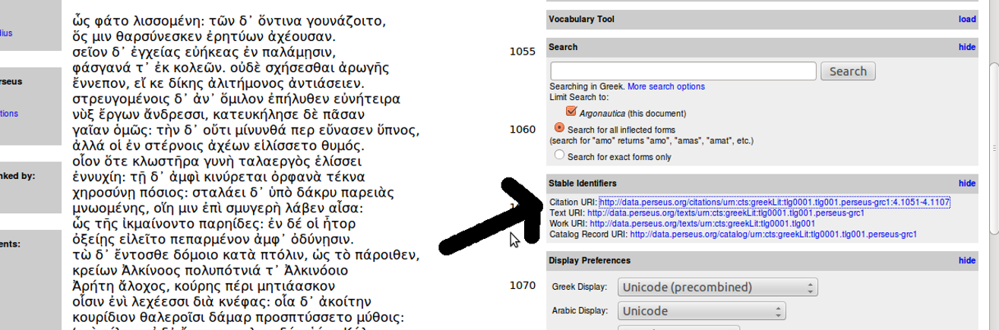 lius
rseus
tions
nked by:
ents:
ὣς φάτο λισσομένη: τῶν δ᾽ ὅντινα γουνάζοιτο,
ὅς μιν θαρσύνεσκεν ἐρητύων ἀχέουσαν.
σεῖον δ᾽ ἐγχείας εὐήκεας ἐν παλάμῃσιν,
1055
φάσγανά τ᾽ ἐκ κολεῶν. οὐδὲ σχήσεσθαι ἀρωγῆς
ἔννεπον, εἴ κε δίκης ἀλιτήμονος ἀντιάσειεν.
στρευγομένοις δ᾽ ἀν᾽ ὅμιλον ἐπήλυθεν εὐνήτειρα
νὺξ ἔργων ἄνδρεσσι, κατευκήλησε δὲ πᾶσαν
γαῖαν ὁμῶς: τὴν δ᾽ οὔτι μίνυνθά περ εὔνασεν ὕπνος,
1060
ἀλλά οἱ ἐν στέρνοις ἀχέων εἱλίσσετο θυμός.
οἷον ὅτε κλωστῆρα γυνὴ ταλαεργὸς ἑλίσσει
ἐννυχίη: τῇ δ᾽ ἀμφὶ κινύρεται ὀρφανὰ τέκνα
χηροσύνῃ πόσιος: σταλάει δ᾽ ὑπὸ δάκρυ παρειὰς
μνωομένης, οἵη μιν ἐπὶ σμυγερὴ λάβεν αἶσα:
ὧς τῆς ἰκμαίνοντο παρηίδες: ἐν δέ οἱ ἦτορ
ὀξείῃς εἰλεῖτο πεπαρμένον ἀμφ᾽ ὀδύνῃσιν.
τὼ δ᾽ ἔντοσθε δόμοιο κατὰ πτόλιν, ὡς τὸ πάροιθεν,
κρείων Ἀλκίνοος πολυπότνιά τ᾽ Ἀλκινόοιο
Ἀρήτη ἄλοχος, κούρης πέρι μητιάασκον
1070
οἷσιν ἐνὶ λεχέεσσι διὰ κνέφας: οἷα δ᾽ ἀκοίτην
κουρίδιον θαλεροῖσι δάμαρ προσπτύσσετο μύθοις:
Vocabulary Tool load
Search hide
Search
Searching in Greek. More search options
Limit Search to:
Argonautica (this document)
Search for all inflected forms
(search for "amo" returns "amo", "amas", "amat", etc.)
Search for exact forms only
Stable Identifiers hide
Citation URI: http://data.perseus.org/citations/urn:cts:greekLit:tlg0001.tlg001.perseus-grc1:4.1051-4.1107
Text URI: http://data.perseus.org/texts/urn:cts:greekLit:tlg0001.tlg001.perseus-grc1
Work URI: http://data.perseus.org/texts/urn:cts:greekLit:tlg0001.tlg001
Catalog Record URI: http://data.perseus.org/catalog/urn:cts:greekLit:tlg0001.tlg001.perseus-grc1
Display Preferences hide
Greek Display: Unicode (precombined)
Arabic Display: Unicode